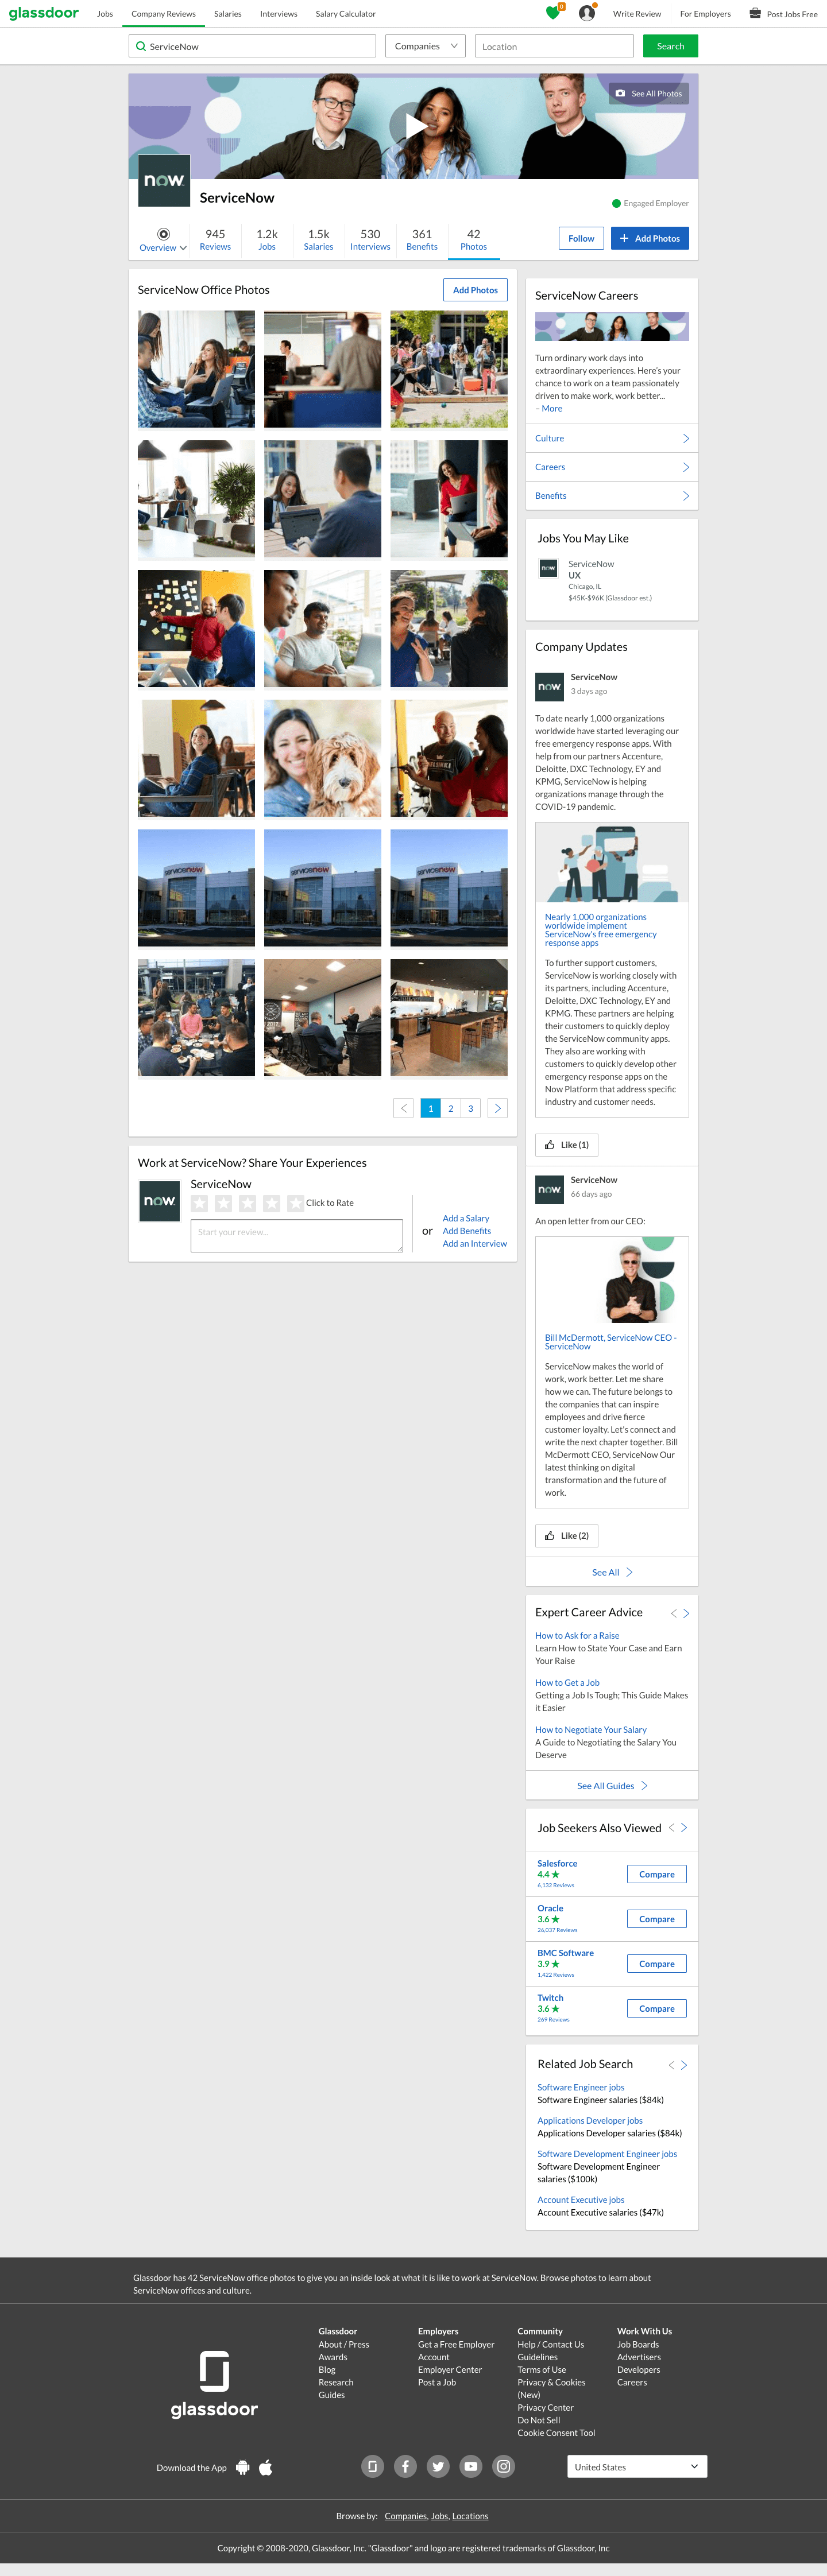 glassdoor
Jobs
Company Reviews
Salaries
Interviews
Salary Calculator
0
Write Review
For Employers
Post Jobs Free
ServiceNow
Companies
Location
Search
See All Photos
now
ServiceNow
Engaged Employer
Overview
945
Reviews
1.2k
Jobs
1.5k
Salaries
530
Interviews
361
Benefits
42
Photos
Follow
Add Photos
ServiceNow Office Photos
Add Photos
servicenow
servicenow
servicenow
1
2
3
Work at ServiceNow? Share Your Experiences
now
ServiceNow
Click to Rate
Start your review...
or
Add a Salary
Add Benefits
Add an Interview
ServiceNow Careers
Turn ordinary work days into
extraordinary experiences. Here's your
chance to work on a team passionately
driven to make work, work better...
– More
Culture
Careers
Benefits
Jobs You May Like
now
ServiceNow
UX
Chicago, IL
$45K-$96K (Glassdoor est.)
Company Updates
now
ServiceNow
3 days ago
To date nearly 1,000 organizations
worldwide have started leveraging our
free emergency response apps. With
help from our partners Accenture,
Deloitte, DXC Technology, EY and
KPMG, ServiceNow is helping
organizations manage through the
COVID-19 pandemic.
Nearly 1,000 organizations
worldwide implement
ServiceNow's free emergency
response apps
To further support customers,
ServiceNow is working closely with
its partners, including Accenture,
Deloitte, DXC Technology, EY and
KPMG. These partners are helping
their customers to quickly deploy
the ServiceNow community apps.
They also are working with
customers to quickly develop other
emergency response apps on the
Now Platform that address specific
industry and customer needs.
Like (1)
now
ServiceNow
66 days ago
An open letter from our CEO:
Bill McDermott, ServiceNow CEO -
ServiceNow
ServiceNow makes the world of
work, work better. Let me share
how we can. The future belongs to
the companies that can inspire
employees and drive fierce
customer loyalty. Let's connect and
write the next chapter together. Bill
McDermott CEO, ServiceNow Our
latest thinking on digital
transformation and the future of
work.
Like (2)
See All
Expert Career Advice
How to Ask for a Raise
Learn How to State Your Case and Earn
Your Raise
How to Get a Job
Getting a Job Is Tough; This Guide Makes
it Easier
How to Negotiate Your Salary
A Guide to Negotiating the Salary You
Deserve
See All Guides
Job Seekers Also Viewed
Salesforce
4.4
6,132 Reviews
Compare
Oracle
3.6
26,037 Reviews
Compare
BMC Software
3.9
1,422 Reviews
Compare
Twitch
3.6
269 Reviews
Compare
Related Job Search
Software Engineer jobs
Software Engineer salaries ($84k)
Applications Developer jobs
Applications Developer salaries ($84k)
Software Development Engineer jobs
Software Development Engineer
salaries ($100k)
Account Executive jobs
Account Executive salaries ($47k)
Glassdoor has 42 ServiceNow office photos to give you an inside look at what it is like to work at ServiceNow. Browse photos to learn about
ServiceNow offices and culture.
glassdoor
Glassdoor
About / Press
Awards
Blog
Research
Guides
Employers
Get a Free Employer
Account
Employer Center
Post a Job
Community
Help / Contact Us
Guidelines
Terms of Use
Privacy & Cookies
(New)
Privacy Center
Do Not Sell
Cookie Consent Tool
Work With Us
Job Boards
Advertisers
Developers
Careers
Download the App
United States
Browse by: Companies, Jobs, Locations
Copyright © 2008-2020, Glassdoor, Inc. "Glassdoor" and logo are registered trademarks of Glassdoor, Inc